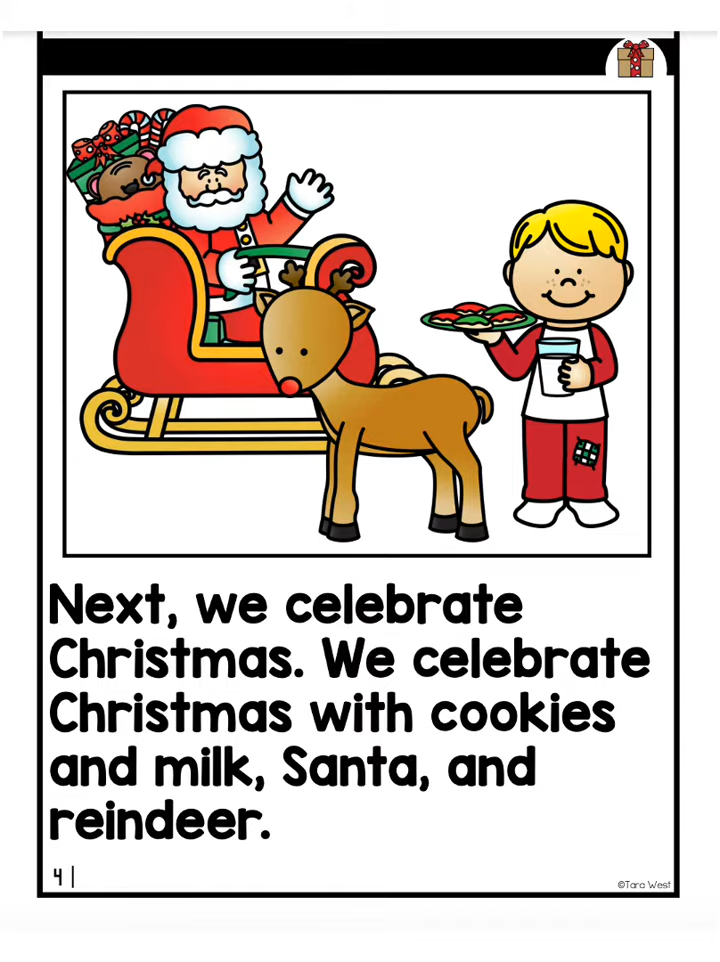 Next, we celebrate
Christmas. We celebrate
Christmas with cookies
and milk, Santa, and
reindeer.
4 |
©Tara West